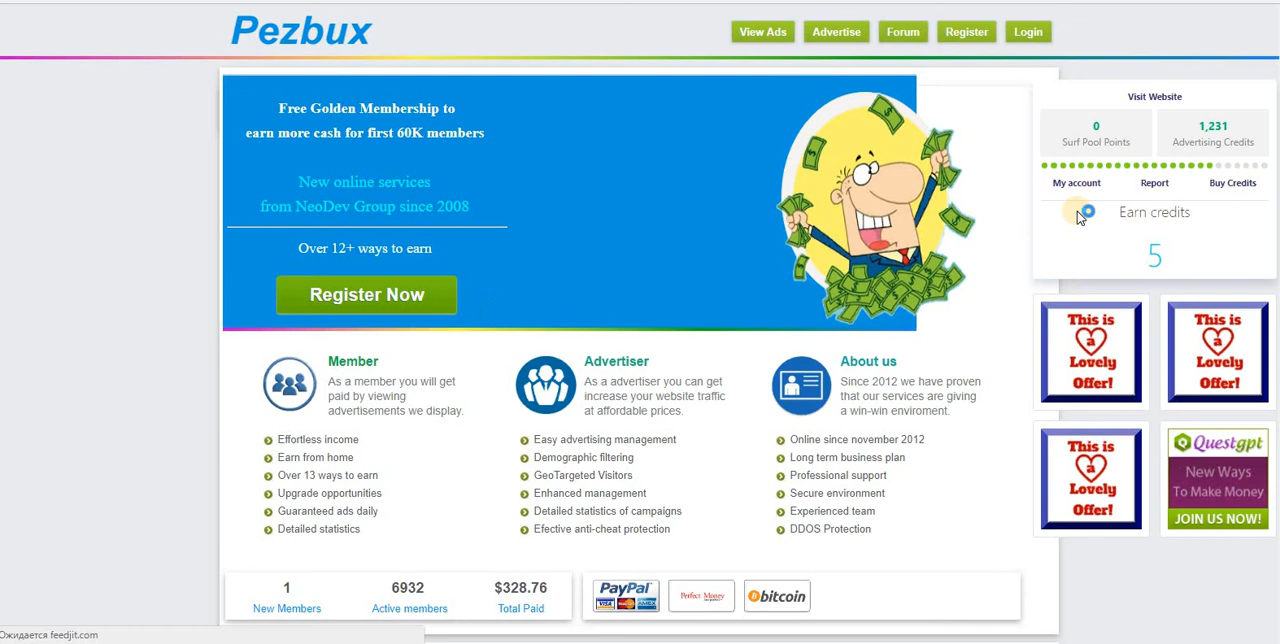 Pezbux
View Ads
Advertise
Forum
Register
Login
Free Golden Membership to
earn more cash for first 60K members
New online services
from NeoDev Group since 2008
Over 12+ ways to earn
Register Now
Visit Website
0
Surf Pool Points
1,231
Advertising Credits
My account
Report
Buy Credits
Earn credits
5
This is
a
Lovely
Offer!
This is
a
Lovely
Offer!
This is
a
Lovely
Offer!
Questgpt
New Ways
To Make Money
JOIN US NOW!
Member
As a member you will get
paid by viewing
advertisements we display.
Effortless income
Earn from home
Over 13 ways to earn
Upgrade opportunities
Guaranteed ads daily
Detailed statistics
Advertiser
As a advertiser you can get
increase your website traffic
at affordable prices.
Easy advertising management
Demographic filtering
GeoTargeted Visitors
Enhanced management
Detailed statistics of campaigns
Efective anti-cheat protection
About us
Since 2012 we have proven
that our services are giving
a win-win enviroment.
Online since november 2012
Long term business plan
Professional support
Secure environment
Experienced team
DDOS Protection
1
New Members
6932
Active members
$328.76
Total Paid
PayPal
VISA
Perfect Money
bitcoin
Ожидается feedjit.com